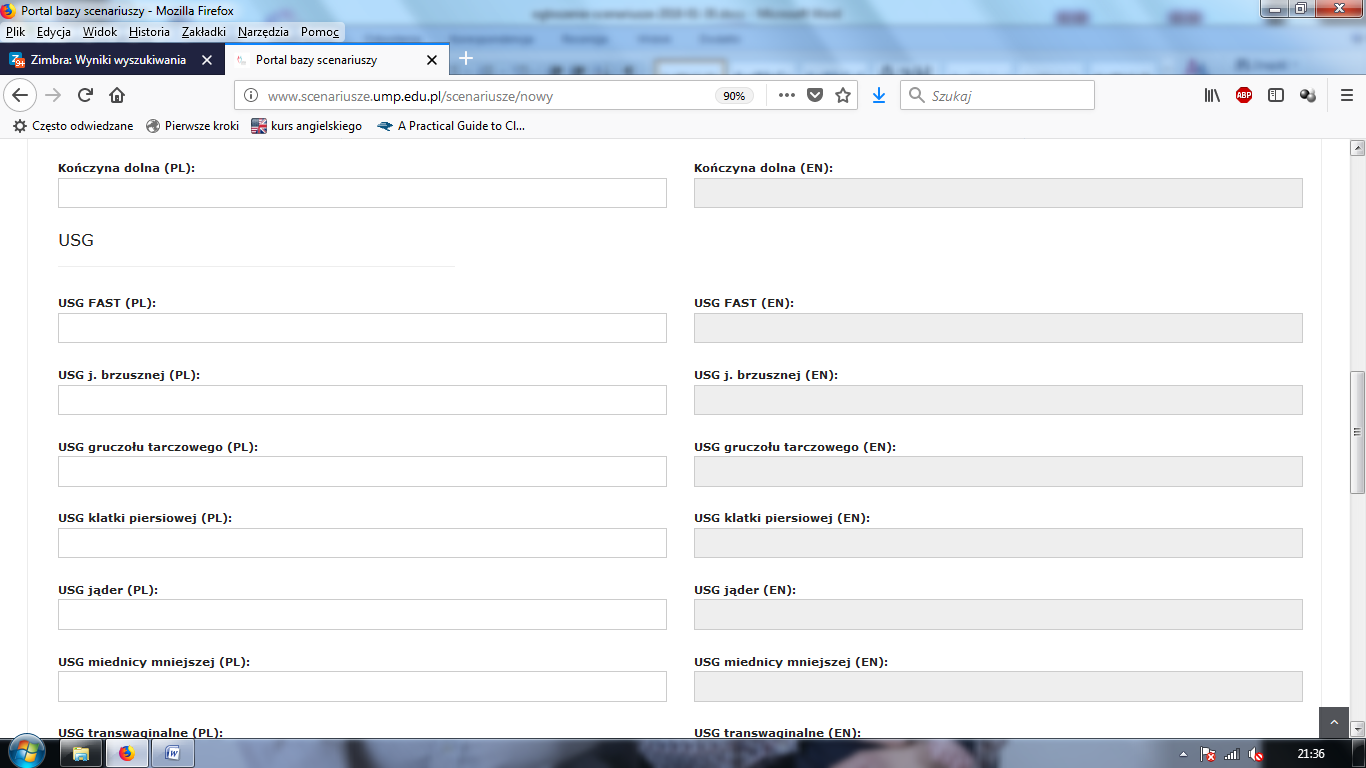 Portal bazy scenariuszy - Mozilla Firefox
Plik Edycja Widok Historia Zakładki Narzędzia Pomoc
Zimbra: Wyniki wyszukiwania
Portal bazy scenariuszy
www.scenariusze.ump.edu.pl/scenariusze/nowy 90% Szukaj ABP
Często odwiedzane Pierwsze kroki kurs angielskiego A Practical Guide to Cl...
Kończyna dolna (PL): Kończyna dolna (EN):
USG
USG FAST (PL): USG FAST (EN):
USG j. brzusznej (PL): USG j. brzusznej (EN):
USG gruczołu tarczowego (PL): USG gruczołu tarczowego (EN):
USG klatki piersiowej (PL): USG klatki piersiowej (EN):
USG jąder (PL): USG jąder (EN):
USG miednicy mniejszej (PL): USG miednicy mniejszej (EN):
USG transwaginalne (PL): USG transwaginalne (EN):
21:36